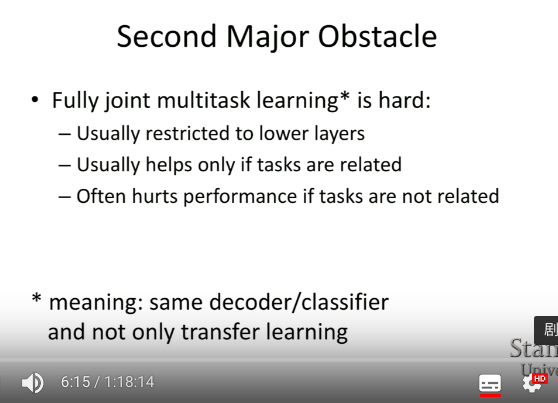 Second Major Obstacle
• Fully joint multitask learning* is hard:
– Usually restricted to lower layers
– Usually helps only if tasks are related
– Often hurts performance if tasks are not related
* meaning: same decoder/classifier
and not only transfer learning
剧
Stan
Unive
6:15 / 1:18:14
HD